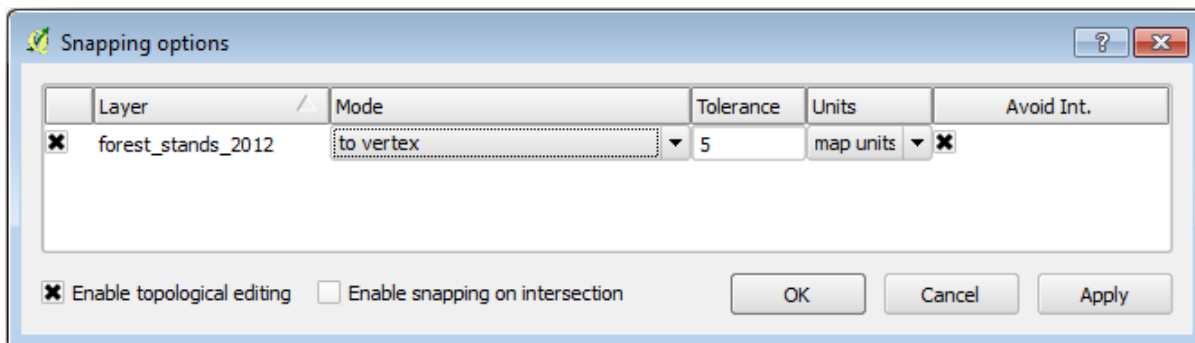 Snapping options
Layer Mode Tolerance Units Avoid Int.
forest_stands_2012 to vertex 5 map units
Enable topological editing Enable snapping on intersection OK Cancel Apply